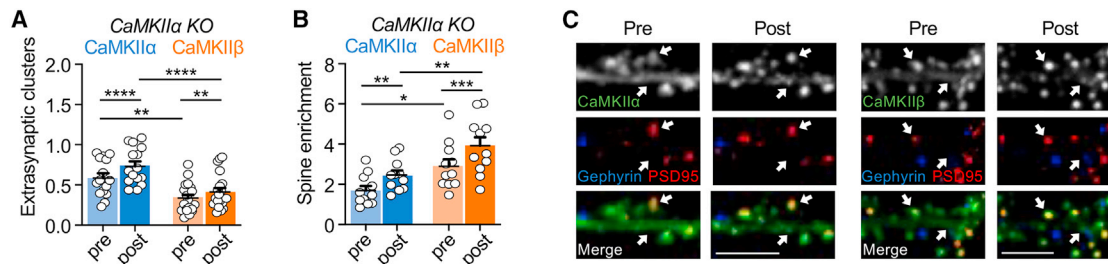 A
CaMKIIα KO
CaMKIIα CaMKIIβ
Extrasynaptic clusters
2.0
1.5
1.0
0.5
0.0
****
**** **
**
pre post pre post
B
CaMKIIα KO
CaMKIIα CaMKIIβ
Spine enrichment
8
6
4
2
0
**
** ***
*
pre post pre post
C
Pre Post Pre Post
CaMKIIα CaMKIIβ
Gephyrin PSD95 Gephyrin PSD95
Merge Merge